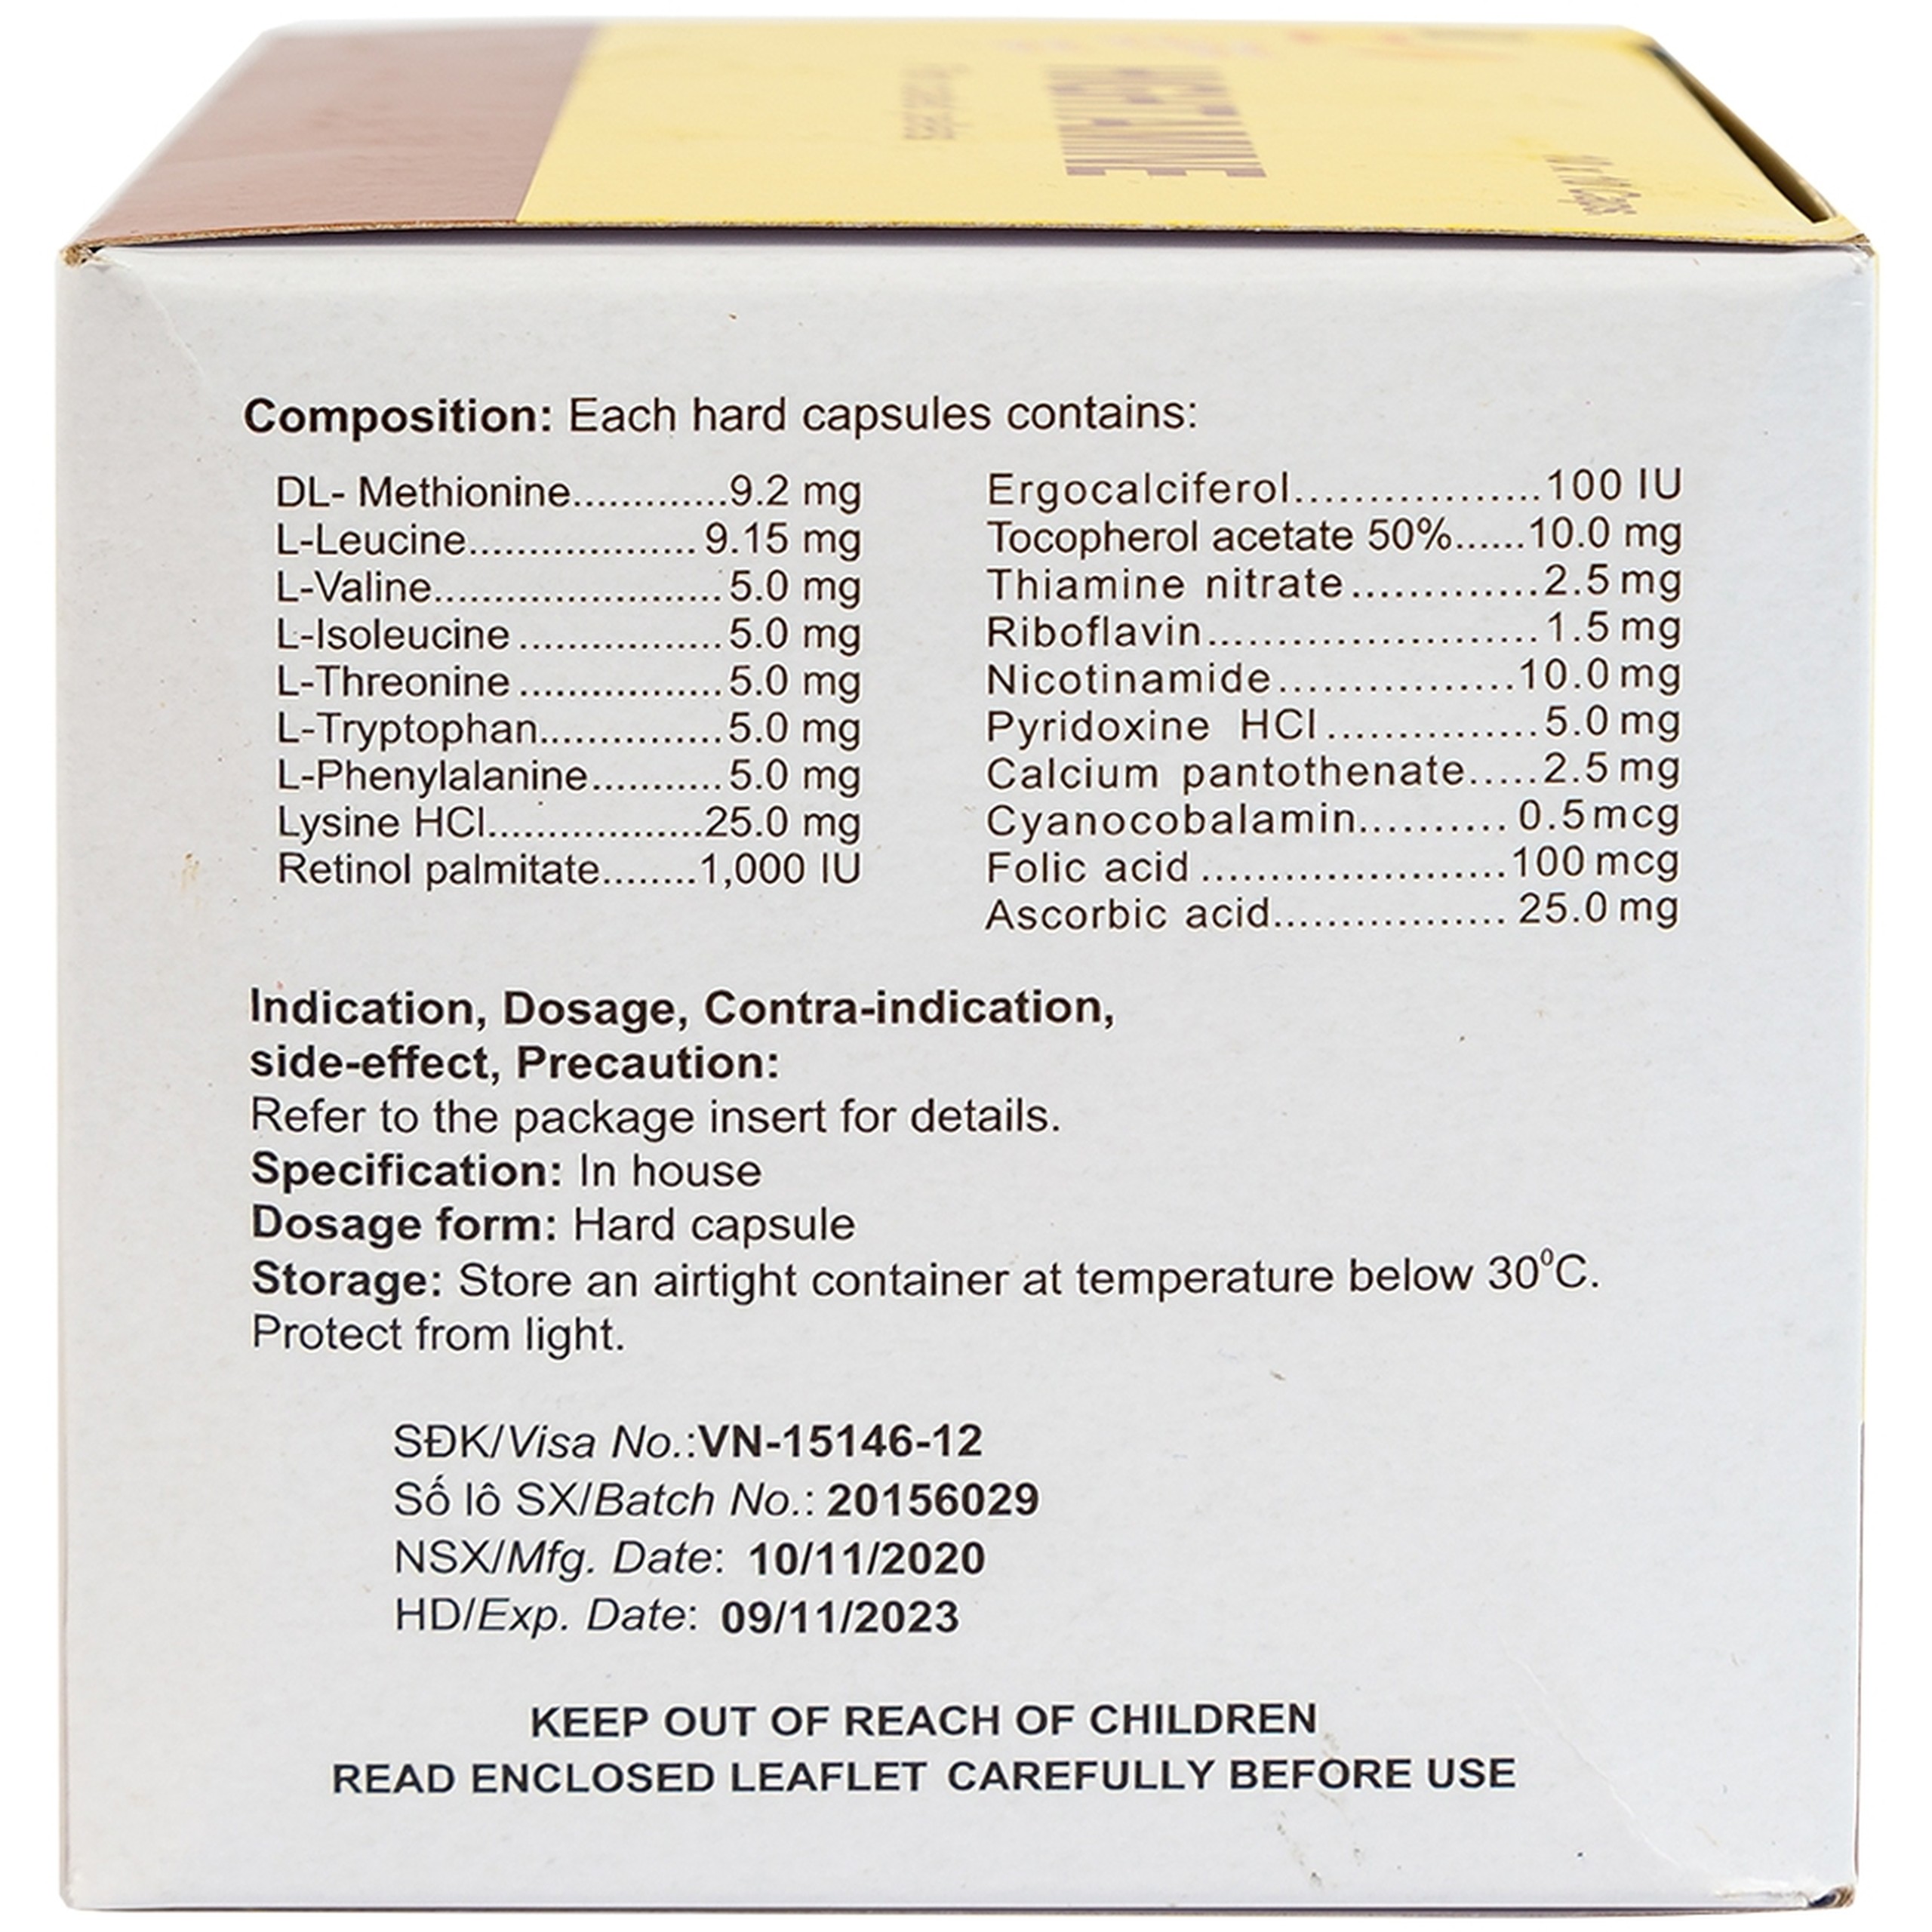 10 x 10 Caps
Composition: Each hard capsules contains:
DL- Methionine.............9.2 mg
L-Leucine................... 9.15 mg
L-Valine........................ 5.0 mg
L-Isoleucine ................. 5.0 mg
L-Threonine ................. 5.0 mg
L-Tryptophan............... 5.0 mg
L-Phenylalanine........... 5.0 mg
Lysine HCl..................25.0 mg
Retinol palmitate........1,000 IU
Ergocalciferol.................100 IU
Tocopherol acetate 50%......10.0 mg
Thiamine nitrate.............2.5 mg
Riboflavin....................... 1.5 mg
Nicotinamide................10.0 mg
Pyridoxine HCl...............5.0 mg
Calcium pantothenate.....2.5 mg
Cyanocobalamin.......... 0.5 mcg
Folic acid ......................100 mcg
Ascorbic acid................. 25.0 mg
Indication, Dosage, Contra-indication,
side-effect, Precaution:
Refer to the package insert for details.
Specification: In house
Dosage form: Hard capsule
Storage: Store an airtight container at temperature below 30⁰C.
Protect from light.
SĐK/Visa No.:VN-15146-12
Số lô SX/Batch No.: 20156029
NSX/Mfg. Date: 10/11/2020
HD/Exp. Date: 09/11/2023
KEEP OUT OF REACH OF CHILDREN
READ ENCLOSED LEAFLET CAREFULLY BEFORE USE